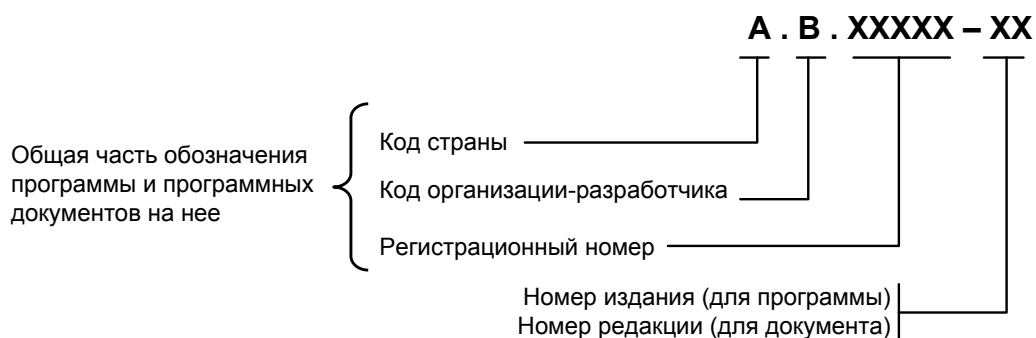 A . B . XXXXX – XX
Код страны
Общая часть обозначения
программы и программных
документов на нее
Код организации-разработчика
Регистрационный номер
Номер издания (для программы)
Номер редакции (для документа)